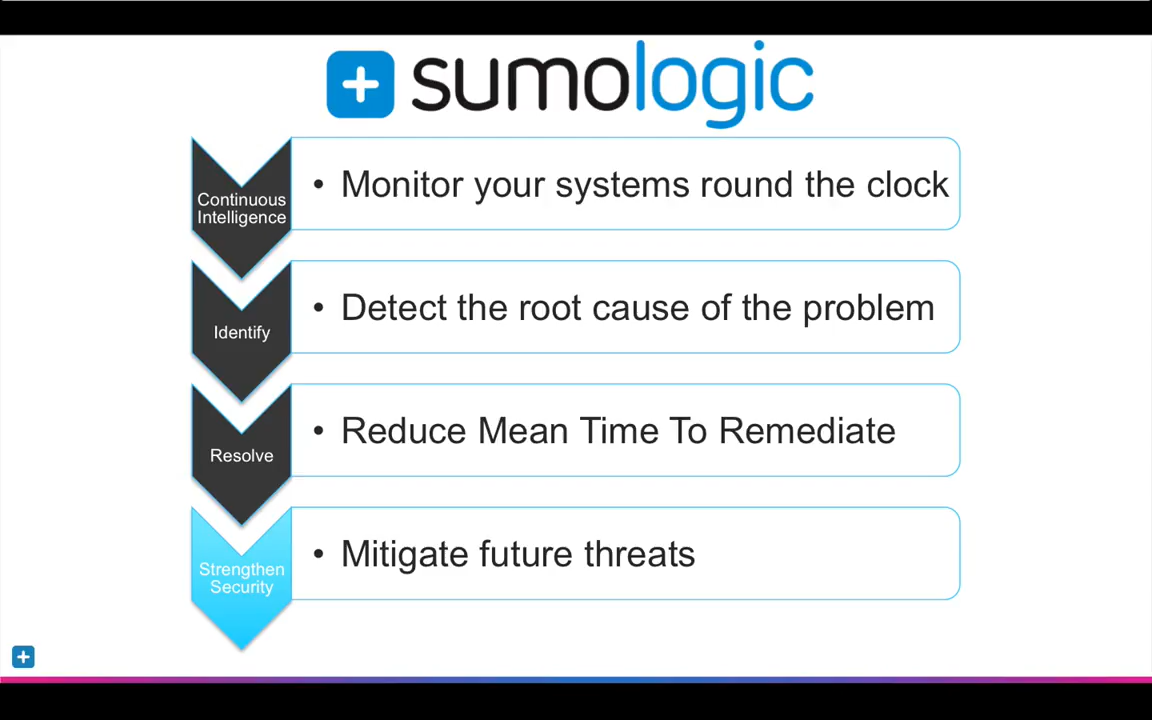 sumologic
Continuous
Intelligence
• Monitor your systems round the clock
Identify
• Detect the root cause of the problem
Resolve
• Reduce Mean Time To Remediate
Strengthen
Security
• Mitigate future threats